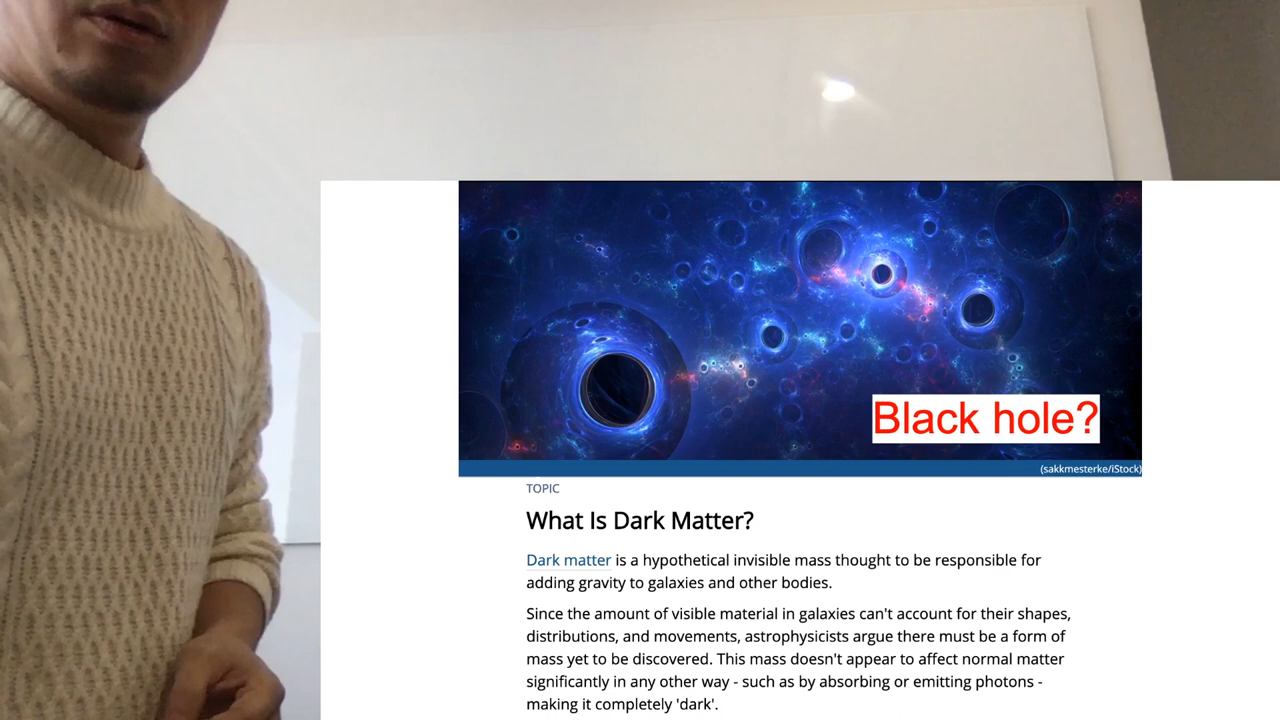 Black hole?
(sakkmesterke/iStock)
TOPIC
What Is Dark Matter?
Dark matter is a hypothetical invisible mass thought to be responsible for
adding gravity to galaxies and other bodies.
Since the amount of visible material in galaxies can't account for their shapes,
distributions, and movements, astrophysicists argue there must be a form of
mass yet to be discovered. This mass doesn't appear to affect normal matter
significantly in any other way - such as by absorbing or emitting photons -
making it completely 'dark'.